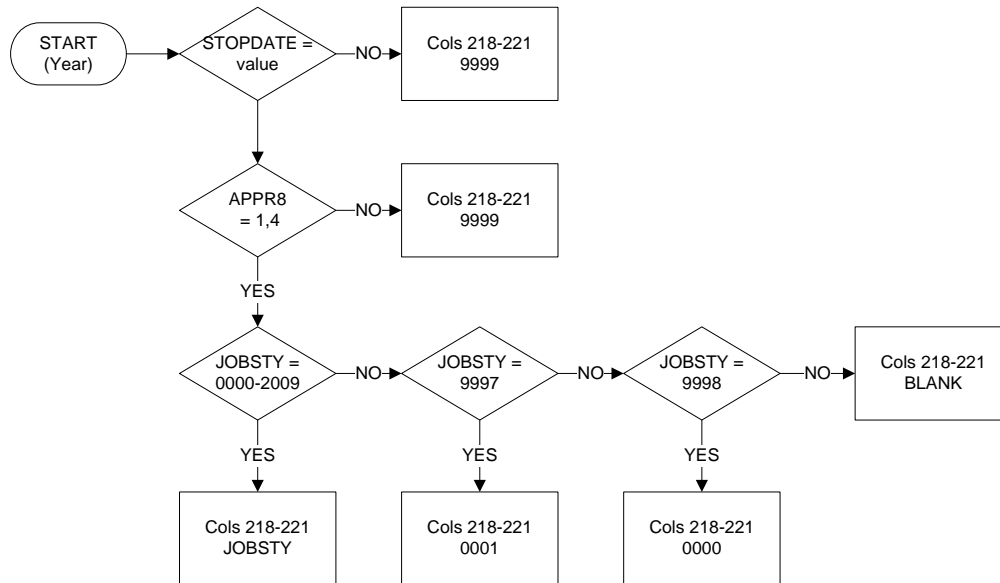 START
(Year)
STOPDATE =
value
NO
Cols 218-221
9999
APPR8
= 1,4
NO
Cols 218-221
9999
YES
JOBSTY =
0000-2009
NO
JOBSTY =
9997
NO
JOBSTY =
9998
NO
Cols 218-221
BLANK
YES
YES
YES
Cols 218-221
JOBSTY
Cols 218-221
0001
Cols 218-221
0000